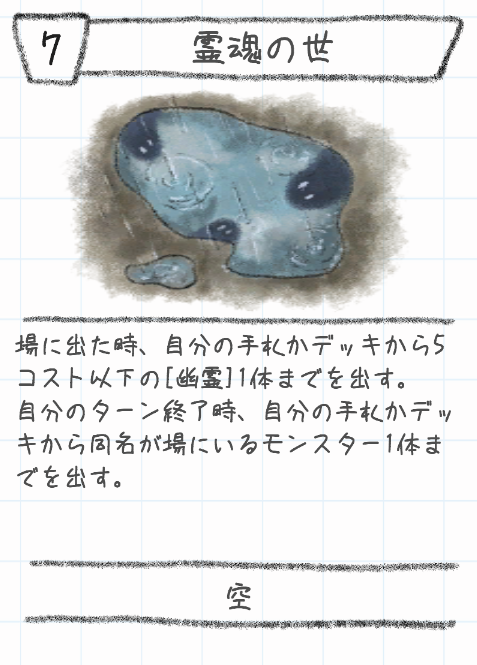 7
霊魂の世
場に出た時、自分の手札かデッキから5
コスト以下の[幽霊]1体までを出す。
自分のターン終了時、自分の手札かデッ
キから同名が場にいるモンスター1体ま
でを出す。
空